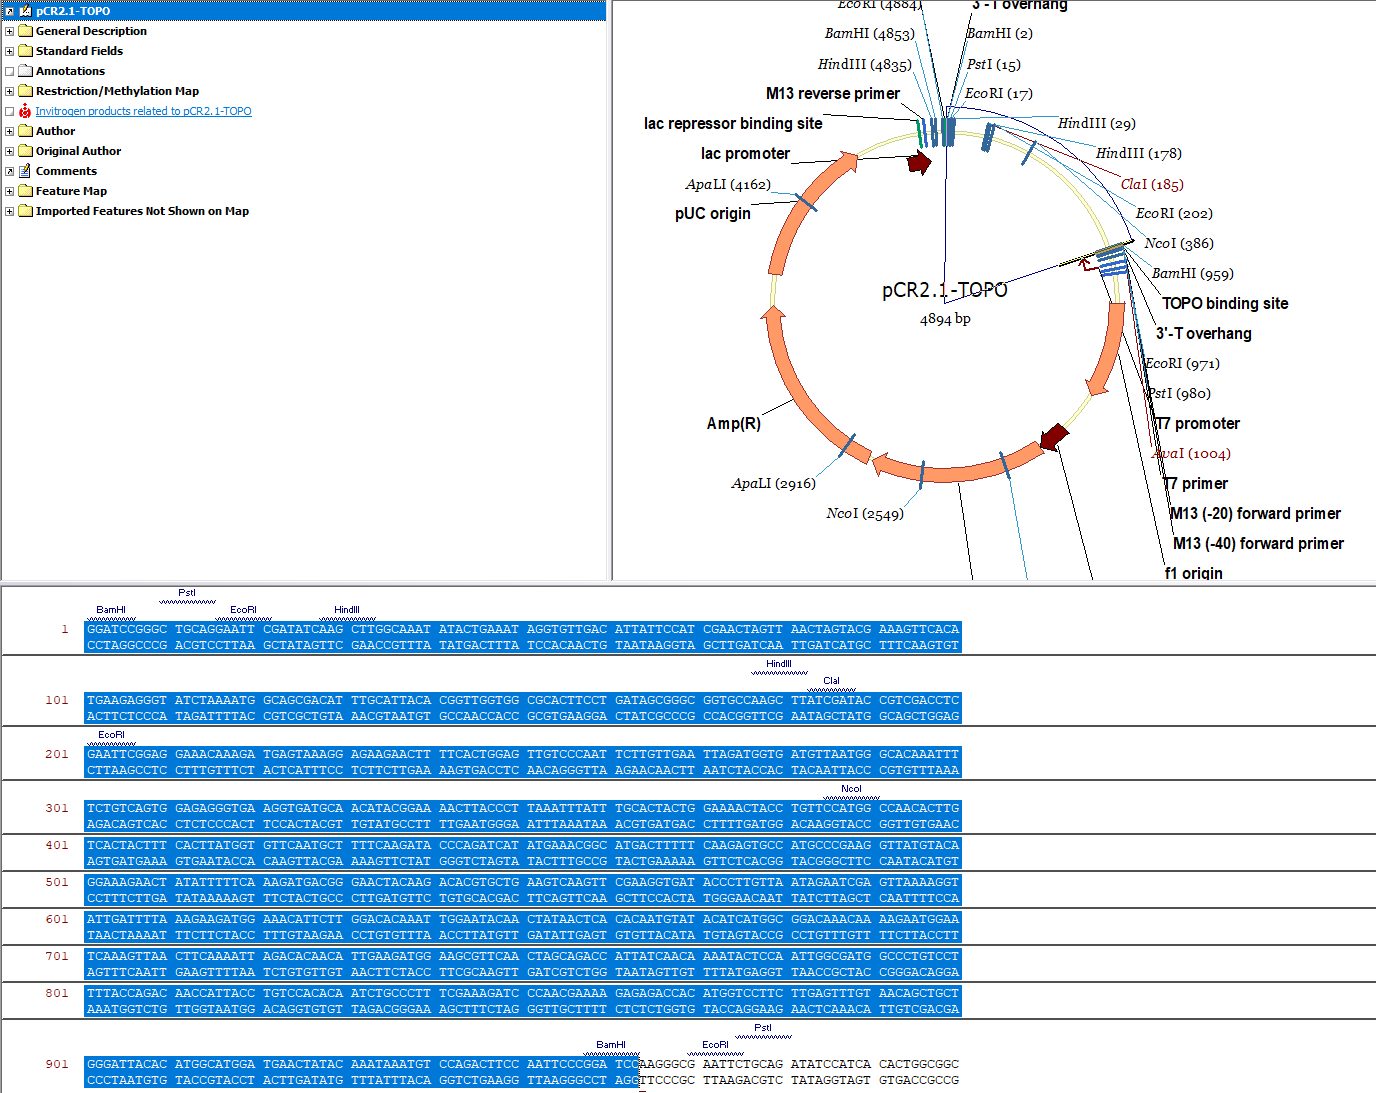 pCR2.1-TOPO
General Description
Standard Fields
Annotations
Restriction/Methylation Map
Invitrogen products related to pCR2.1-TOPO
Author
Original Author
Comments
Feature Map
Imported Features Not Shown on Map
EcoRI (4884)
3'-T overhang
BamHI (4853)
BamHI (2)
HindIII (4835)
PstI (15)
M13 reverse primer
EcoRI (17)
lac repressor binding site
HindIII (29)
lac promoter
HindIII (178)
ApaLI (4162)
ClaI (185)
pUC origin
EcoRI (202)
NcoI (386)
BamHI (959)
pCR2.1-TOPO
TOPO binding site
4894 bp
3'-T overhang
EcoRI (971)
PstI (980)
Amp(R)
T7 promoter
AvaI (1004)
ApaLI (2916)
T7 primer
NcoI (2549)
M13 (-20) forward primer
M13 (-40) forward primer
f1 origin
PstI
BamHI EcoRI HindIII
1 GGATCCGGGC TGCAGGAATT CGATATCAAG CTTGGCAAAT ATACTGAAAT AGGTGTTGAC ATTATTCCAT CGAACTAGTT AACTAGTACG AAAGTTCACA
CCTAGGCCCG ACGTCCTTAA GCTATAGTTC GAACCGTTTA TATGACTTTA TCCACAACTG TAATAAGGTA GCTTGATCAA TTGATCATGC TTTCAAGTGT
HindIII
ClaI
101 TGAAGAGGGT ATCTAAAATG GCAGCGACAT TTGCATTACA CGGTTGGTGG CGCACTTCCT GATAGCGGGC GGTGCCAAGC TTATCGATAC CGTCGACCTC
ACTTCTCCCA TAGATTTTAC CGTCGCTGTA AACGTAATGT GCCAACCACC GCGTGAAGGA CTATCGCCCG CCACGGTTCG AATAGCTATG GCAGCTGGAG
EcoRI
201 GAATTCGGAG GAAACAAAGA TGAGTAAAGG AGAAGAACTT TTCACTGGAG TTGTCCCAAT TCTTGTTGAA TTAGATGGTG ATGTTAATGG GCACAAATTT
CTTAAGCCTC CTTTGTTTCT ACTCATTTCC TCTTCTTGAA AAGTGACCTC AACAGGGTTA AGAACAACTT AATCTACCAC TACAATTACC CGTGTTTAAA
NcoI
301 TCTGTCAGTG GAGAGGGTGA AGGTGATGCA ACATACGGAA AACTTACCCT TAAATTTATT TGCACTACTG GAAAACTACC TGTTCCATGG CCAACACTTG
AGACAGTCAC CTCTCCCACT TCCACTACGT TGTATGCCTT TTGAATGGGA ATTTAAATAA ACGTGATGAC CTTTTGATGG ACAAGGTACC GGTTGTGAAC
401 TCACTACTTT CACTTATGGT GTTCAATGCT TTTCAAGATA CCCAGATCAT ATGAAACGGC ATGACTTTTT CAAGAGTGCC ATGCCCGAAG GTTATGTACA
AGTGATGAAA GTGAATACCA CAAGTTACGA AAAGTTCTAT GGGTCTAGTA TACTTTGCCG TACTGAAAAA GTTCTCACGG TACGGGCTTC CAATACATGT
501 GGAAAGAACT ATATTTTTCA AAGATGACGG GAACTACAAG ACACGTGCTG AAGTCAAGTT CGAAGGTGAT ACCCTTGTTA ATAGAATCGA GTTAAAAGGT
CCTTTCTTGA TATAAAAAGT TTCTACTGCC CTTGATGTTC TGTGCACGAC TTCAGTTCAA GCTTCCACTA TGGGAACAAT TATCTTAGCT CAATTTTCCA
601 ATTGATTTTA AAGAAGATGG AAACATTCTT GGACACAAAT TGGAATACAA CTATAACTCA CACAATGTAT ACATCATGGC GGACAAACAA AAGAATGGAA
TAACTAAAAT TTCTTCTACC TTTGTAAGAA CCTGTGTTTA ACCTTATGTT GATATTGAGT GTGTTACATA TGTAGTACCG CCTGTTTGTT TTCTTACCTT
701 TCAAAGTTAA CTTCAAAATT AGACACAACA TTGAAGATGG AAGCGTTCAA CTAGCAGACC ATTATCAACA AAATACTCCA ATTGGCGATG GCCCTGTCCT
AGTTTCAATT GAAGTTTTAA TCTGTGTTGT AACTTCTACC TTCGCAAGTT GATCGTCTGG TAATAGTTGT TTTATGAGGT TAACCGCTAC CGGGACAGGA
801 TTTACCAGAC AACCATTACC TGTCCACACA ATCTGCCCTT TCGAAAGATC CCAACGAAAA GAGAGACCAC ATGGTCCTTC TTGAGTTTGT AACAGCTGCT
AAATGGTCTG TTGGTAATGG ACAGGTGTGT TAGACGGGAA AGCTTTCTAG GGTTGCTTTT CTCTCTGGTG TACCAGGAAG AACTCAAACA TTGTCGACGA
PstI
BamHI EcoRI
901 GGGATTACAC ATGGCATGGA TGAACTATAC AAATAAATGT CCAGACTTCC AATTCCCGGA TCCAAGGGCG AATTCTGCAG ATATCCATCA CACTGGCGGC
CCCTAATGTG TACCGTACCT ACTTGATATG TTTATTTACA GGTCTGAAGG TTAAGGGCCT AGGTTCCCGC TTAAGACGTC TATAGGTAGT GTGACCGCCG